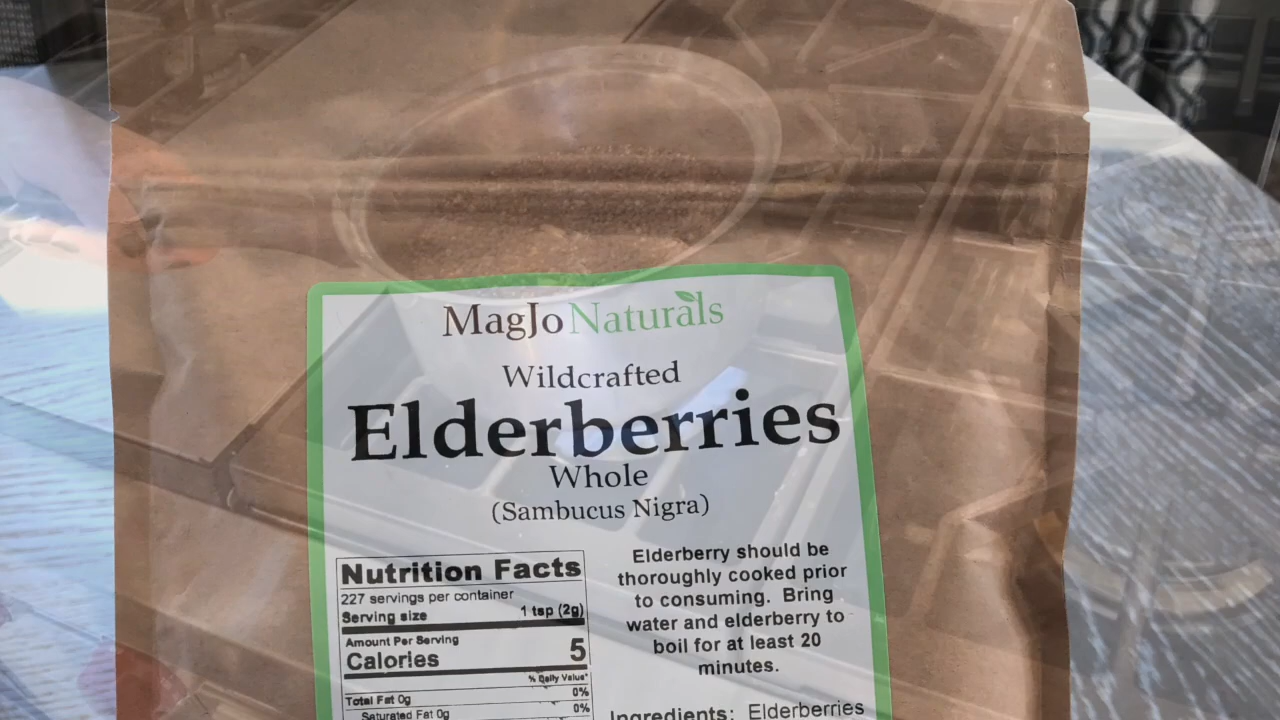 MagJo Naturals
Wildcrafted
Elderberries
Whole
(Sambucus Nigra)
Nutrition Facts
227 servings per container
Serving size 1 tsp (2g)
Amount Per Serving
Calories 5
% Daily Value*
Total Fat 0g 0%
Saturated Fat 0g 0%
Elderberry should be
thoroughly cooked prior
to consuming. Bring
water and elderberry to
boil for at least 20
minutes.
Ingredients: Elderberries